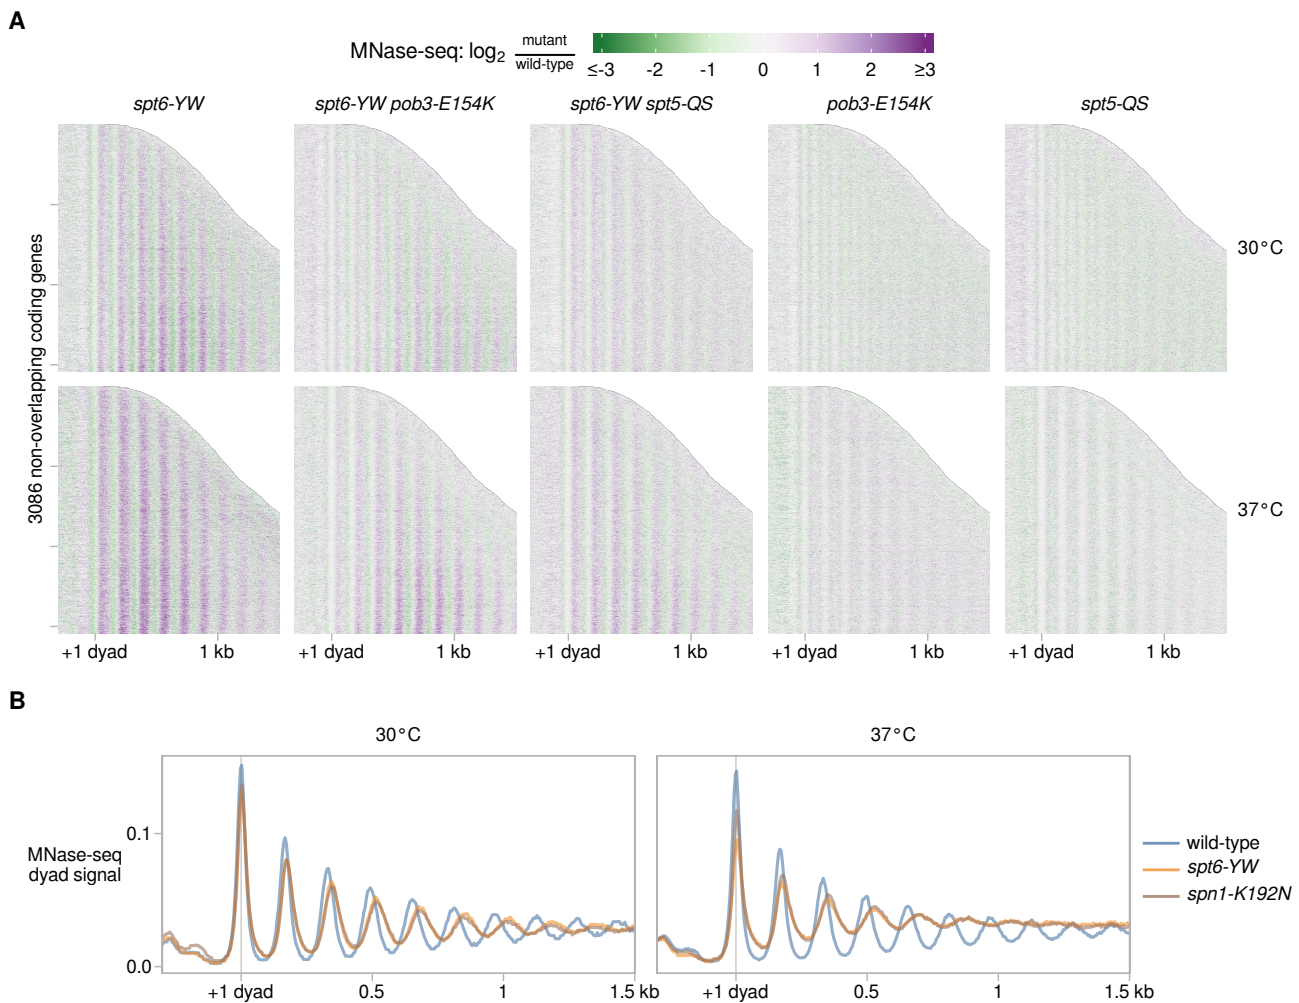 A
MNase-seq: log2 mutant
wild-type
≤-3 -2 -1 0 1 2 ≥3
spt6-YW spt6-YW pob3-E154K spt6-YW spt5-QS pob3-E154K spt5-QS
30°C
3086 non-overlapping coding genes
37°C
+1 dyad 1 kb +1 dyad 1 kb +1 dyad 1 kb +1 dyad 1 kb +1 dyad 1 kb
B
30°C 37°C
0.1
MNase-seq
dyad signal
0.0
wild-type
spt6-YW
spn1-K192N
+1 dyad 0.5 1 1.5 kb +1 dyad 0.5 1 1.5 kb